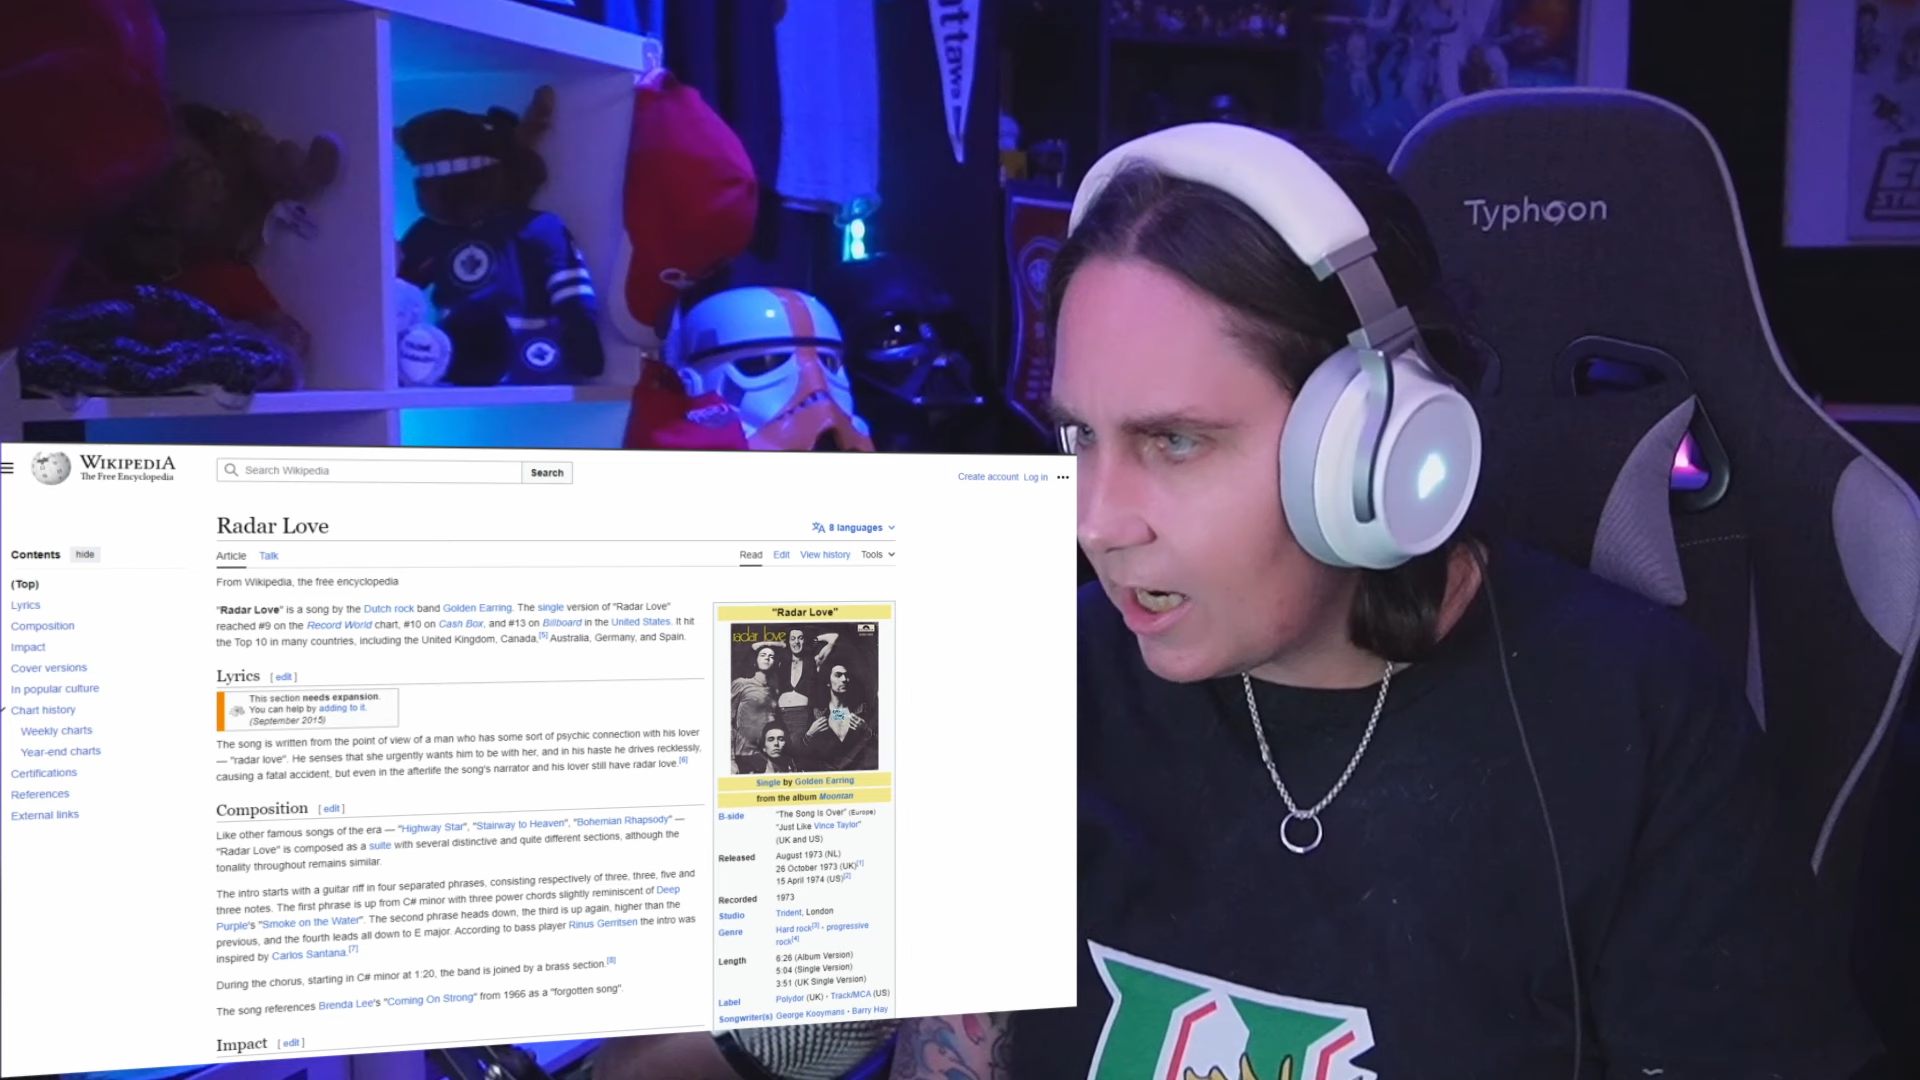 ttawa
Typhoon
WIKIPEDIA
The Free Encyclopedia
Search Wikipedia
Search
Create account Log in •••
Radar Love
8 languages
Contents hide
Article Talk
Read Edit View history Tools
From Wikipedia, the free encyclopedia
(Top)
Lyrics
Composition
Impact
Cover versions
In popular culture
Chart history
Weekly charts
Year-end charts
Certifications
References
External links
"Radar Love" is a song by the Dutch rock band Golden Earring. The single version of "Radar Love"
reached #9 on the Record World chart, #10 on Cash Box, and #13 on Billboard in the United States. It hit
the Top 10 in many countries, including the United Kingdom, Canada,[5] Australia, Germany, and Spain.
Lyrics [ edit ]
This section needs expansion.
You can help by adding to it.
(September 2015)
The song is written from the point of view of a man who has some sort of psychic connection with his lover
— "radar love". He senses that she urgently wants him to be with her, and in his haste he drives recklessly,
causing a fatal accident, but even in the afterlife the song's narrator and his lover still have radar love.[6]
Composition [ edit ]
Like other famous songs of the era — "Highway Star", "Stairway to Heaven", "Bohemian Rhapsody" —
"Radar Love" is composed as a suite with several distinctive and quite different sections, although the
tonality throughout remains similar.
The intro starts with a guitar riff in four separated phrases, consisting respectively of three, three, five and
three notes. The first phrase is up from C# minor with three power chords slightly reminiscent of Deep
Purple's "Smoke on the Water". The second phrase heads down, the third is up again, higher than the
previous, and the fourth leads all down to E major. According to bass player Rinus Gerritsen the intro was
inspired by Carlos Santana.[7]
During the chorus, starting in C# minor at 1:20, the band is joined by a brass section.[8]
The song references Brenda Lee's "Coming On Strong" from 1966 as a "forgotten song".
Impact [ edit ]
"Radar Love"
radar love
Single by Golden Earring
from the album Moontan
B-side "The Song Is Over" (Europe)
"Just Like Vince Taylor"
(UK and US)
Released August 1973 (NL)
26 October 1973 (UK)[1]
15 April 1974 (US)[2]
Recorded 1973
Studio Trident, London
Genre Hard rock[3] · progressive
rock[4]
Length 6:26 (Album Version)
5:04 (Single Version)
3:51 (UK Single Version)
Label Polydor (UK) · Track/MCA (US)
Songwriter(s) George Kooymans · Barry Hay